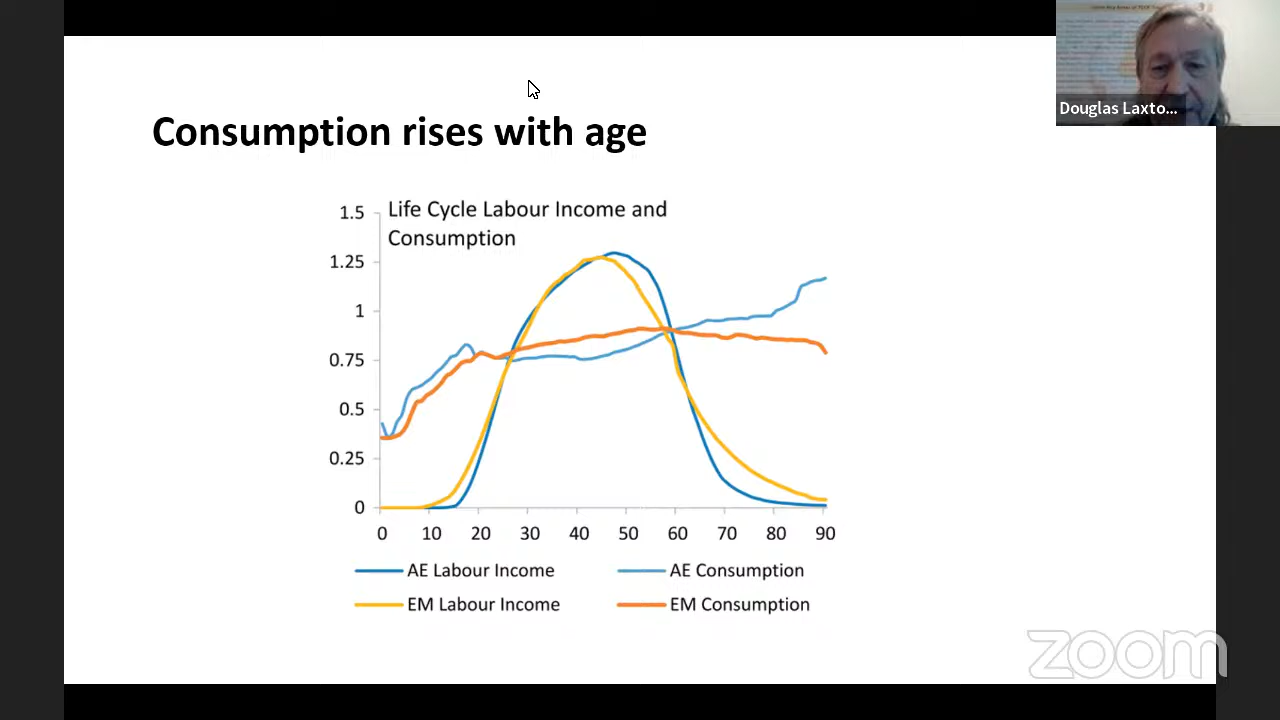 Douglas Laxto...
Consumption rises with age
Life Cycle Labour Income and
Consumption
1.5
1.25
1
0.75
0.5
0.25
0
0 10 20 30 40 50 60 70 80 90
AE Labour Income
AE Consumption
EM Labour Income
EM Consumption
zoom